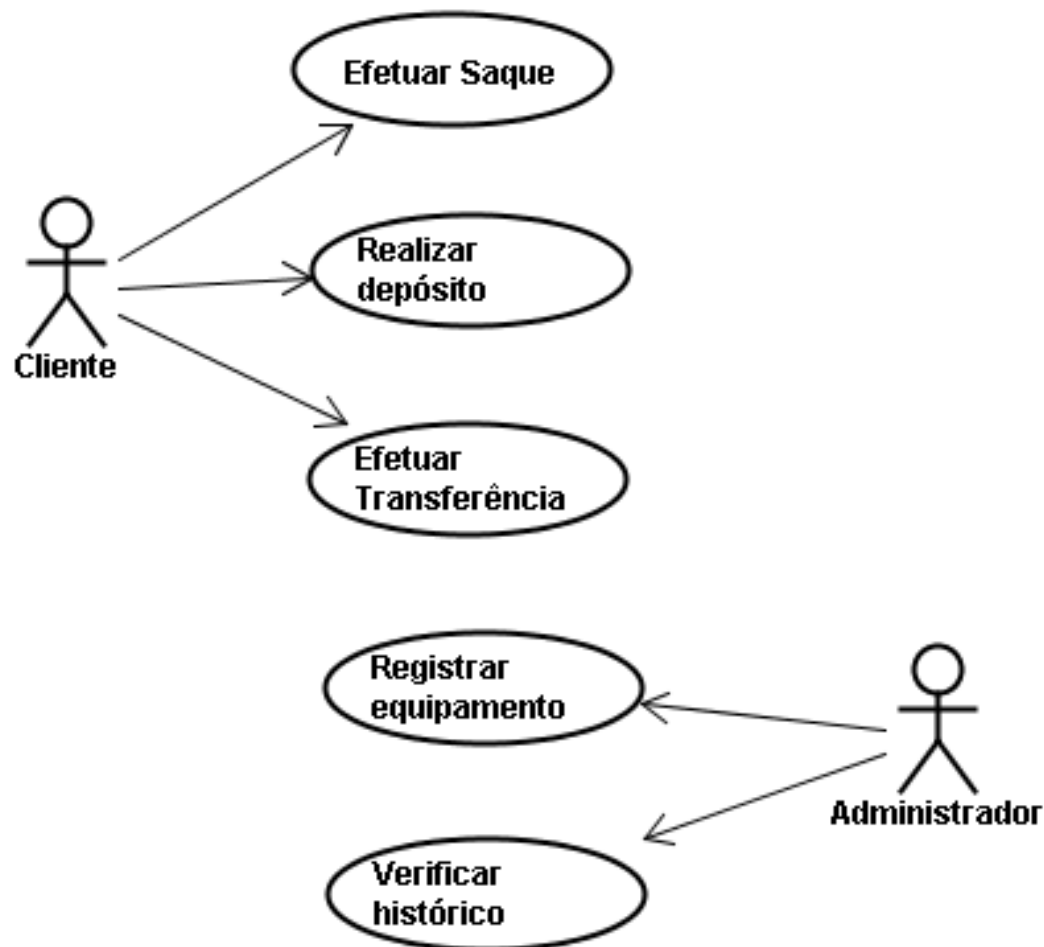 Efetuar Saque
Realizar
depósito
Cliente
Efetuar
Transferência
Registrar
equipamento
Administrador
Verificar
histórico